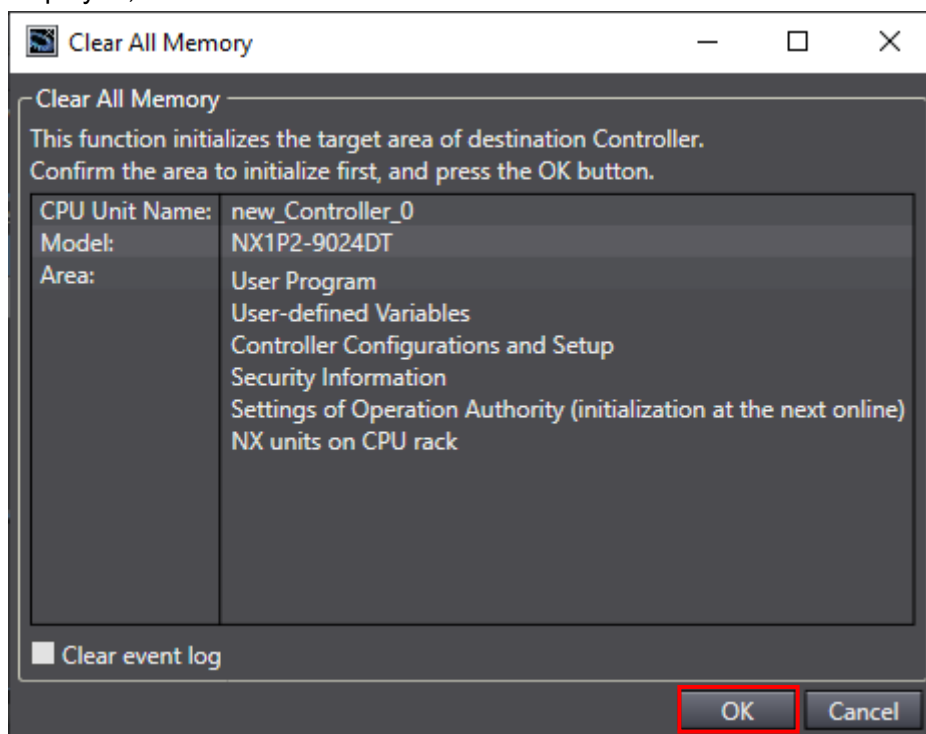 Clear All Memory
Clear All Memory
This function initializes the target area of destination Controller.
Confirm the area to initialize first, and press the OK button.
CPU Unit Name: new_Controller_0
Model: NX1P2-9024DT
Area: User Program
User-defined Variables
Controller Configurations and Setup
Security Information
Settings of Operation Authority (initialization at the next online)
NX units on CPU rack
Clear event log
OK Cancel